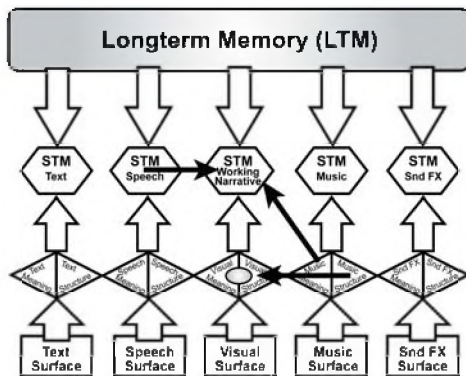 Longterm Memory (LTM)
STM
Text
STM
Speech
STM
Working
Narrative
STM
Music
STM
Snd FX
Text
Meaning
Text
Structure
Speech
Meaning
Speech
Structure
Visual
Meaning
Visual
Structure
Music
Meaning
Music
Structure
Snd FX
Meaning
Snd FX
Structure
Text
Surface
Speech
Surface
Visual
Surface
Music
Surface
Snd FX
Surface